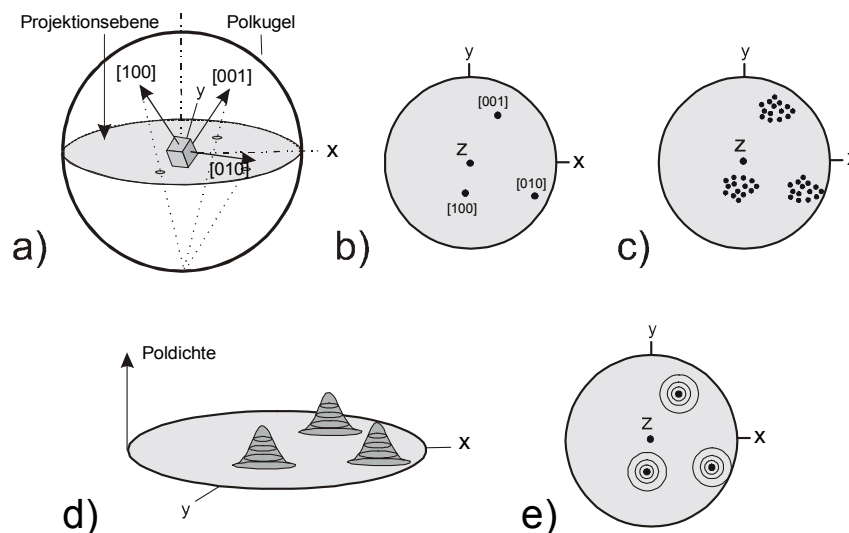 Projektionsebene
Polkugel
[100]
[001]
y
x
[010]
a)
y
[001]
z
x
[010]
[100]
b)
y
z
x
c)
Poldichte
x
y
d)
y
z
x
e)